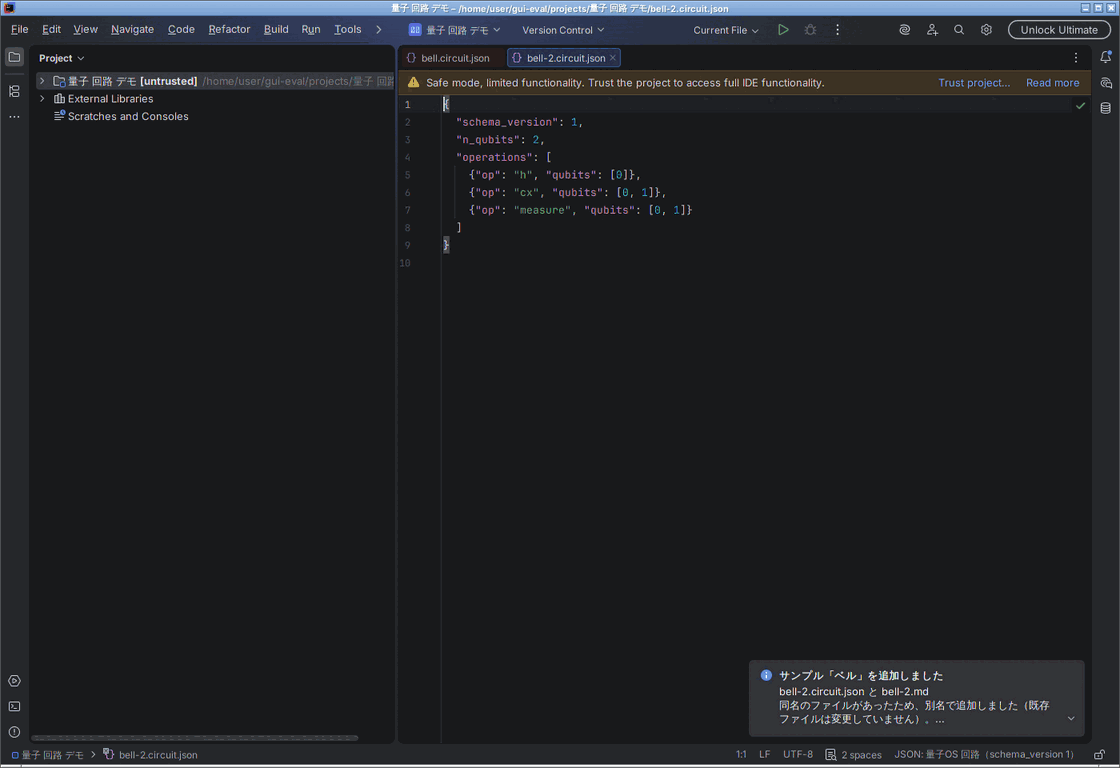 量子 回路 デモ – /home/user/gui-eval/projects/量子 回路 デモ/bell-2.circuit.json
File Edit View Navigate Code Refactor Build Run Tools 量子 回路 デモ Version Control Current File Unlock Ultimate
Project
量子 回路 デモ [untrusted] /home/user/gui-eval/projects/量子 回路
External Libraries
Scratches and Consoles
bell.circuit.json bell-2.circuit.json
Safe mode, limited functionality. Trust the project to access full IDE functionality. Trust project... Read more
1 {
2 "schema_version": 1,
3 "n_qubits": 2,
4 "operations": [
5 {"op": "h", "qubits": [0]},
6 {"op": "cx", "qubits": [0, 1]},
7 {"op": "measure", "qubits": [0, 1]}
8 ]
9 }
10
サンプル「ベル」を追加しました
bell-2.circuit.json と bell-2.md
同名のファイルがあったため、別名で追加しました（既存
ファイルは変更していません）。...
量子 回路 デモ bell-2.circuit.json 1:1 LF UTF-8 2 spaces JSON: 量子OS 回路（schema_version 1）